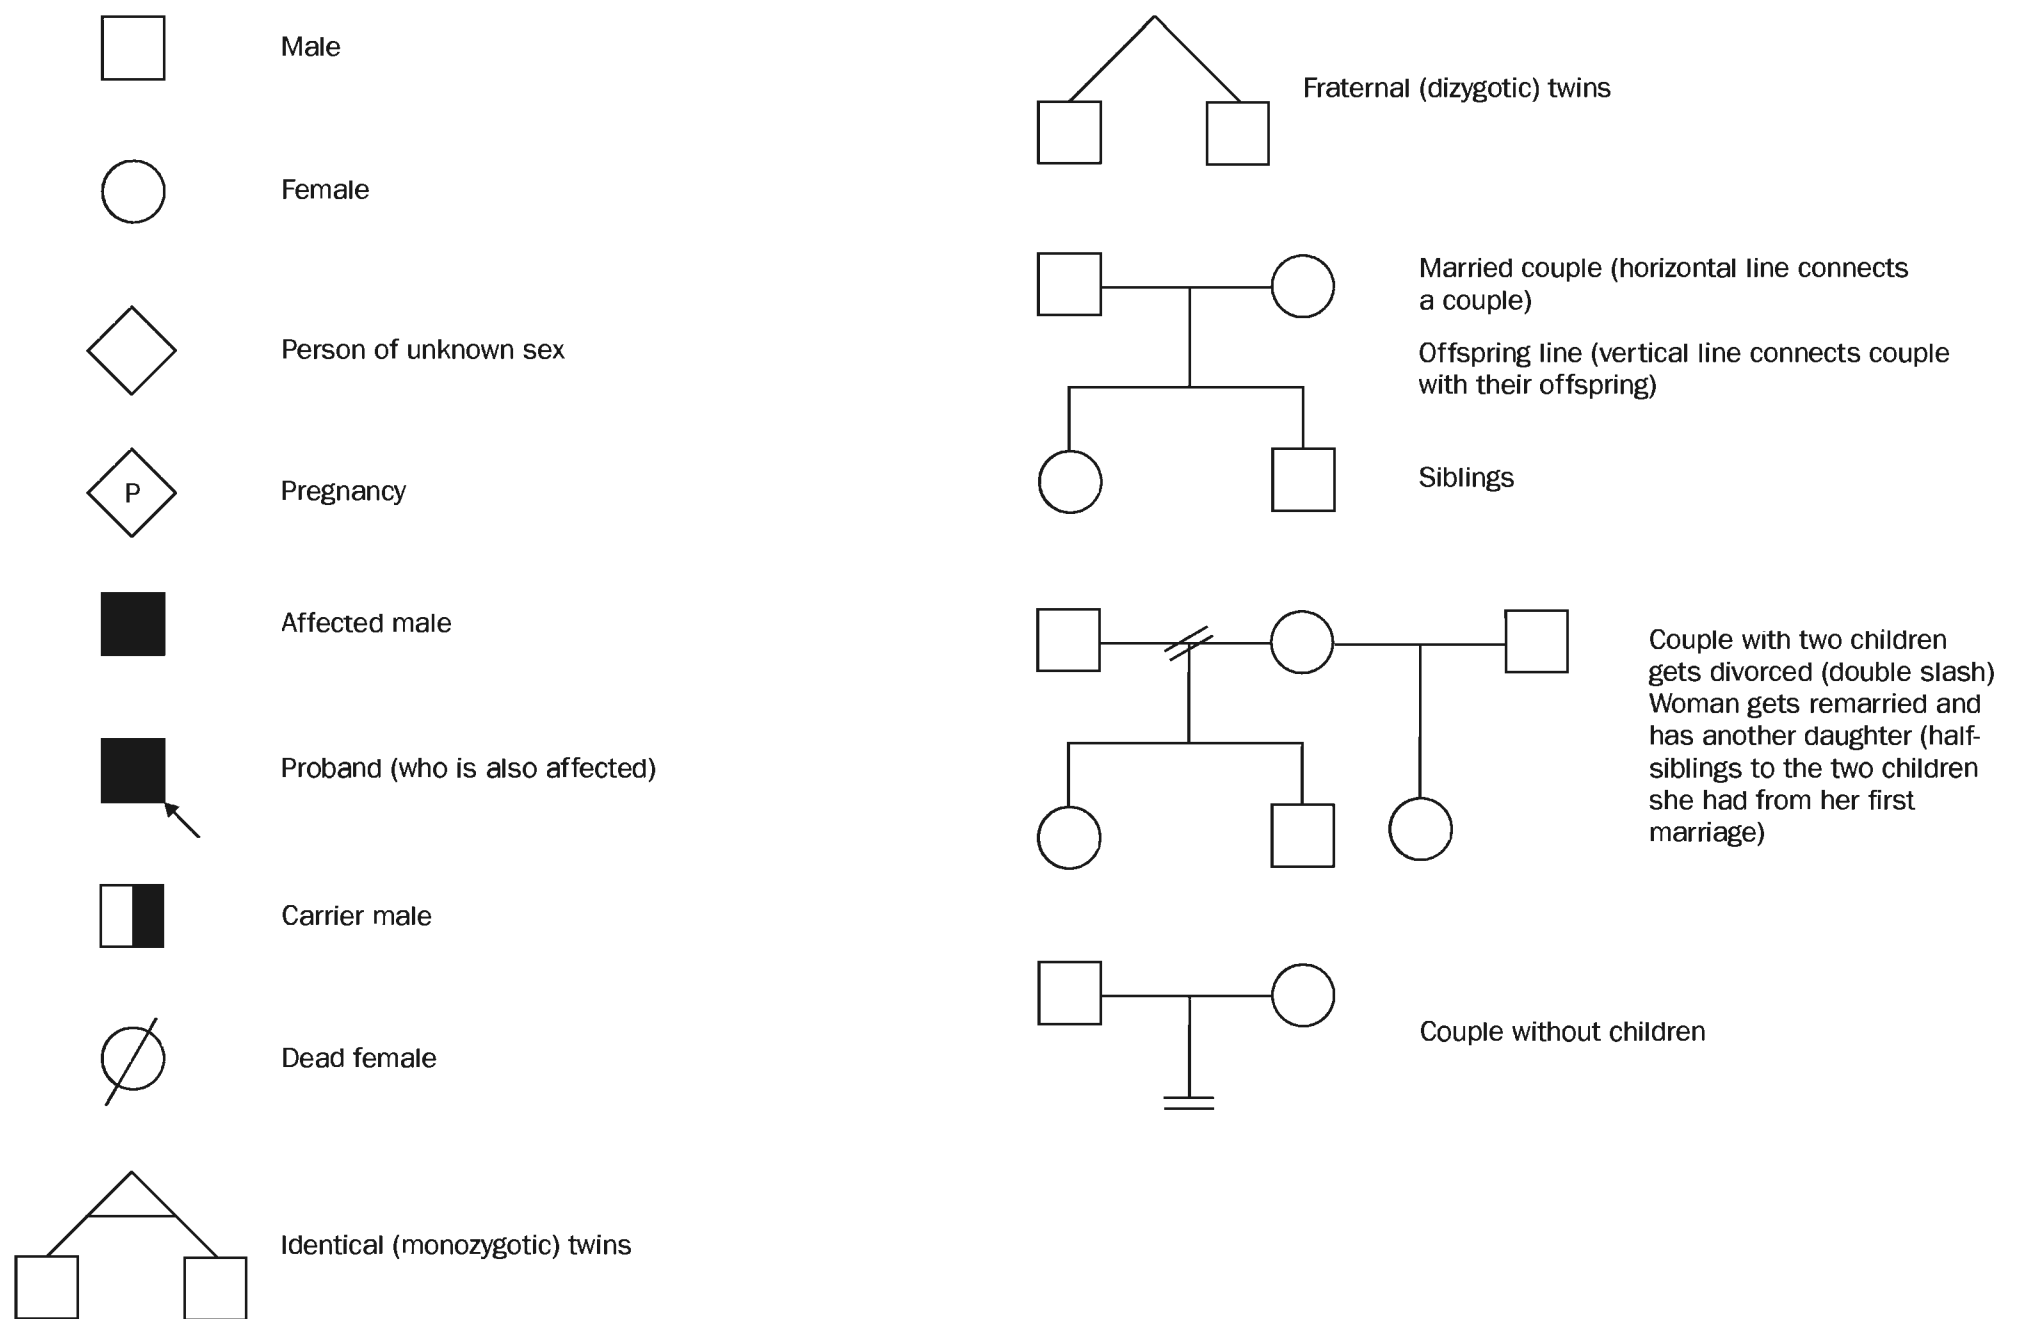 Male
Female
Person of unknown sex
P
Pregnancy
Affected male
Proband (who is also affected)
Carrier male
Dead female
Identical (monozygotic) twins
Fraternal (dizygotic) twins
Married couple (horizontal line connects
a couple)
Offspring line (vertical line connects couple
with their offspring)
Siblings
Couple with two children
gets divorced (double slash)
Woman gets remarried and
has another daughter (half-
siblings to the two children
she had from her first
marriage)
Couple without children